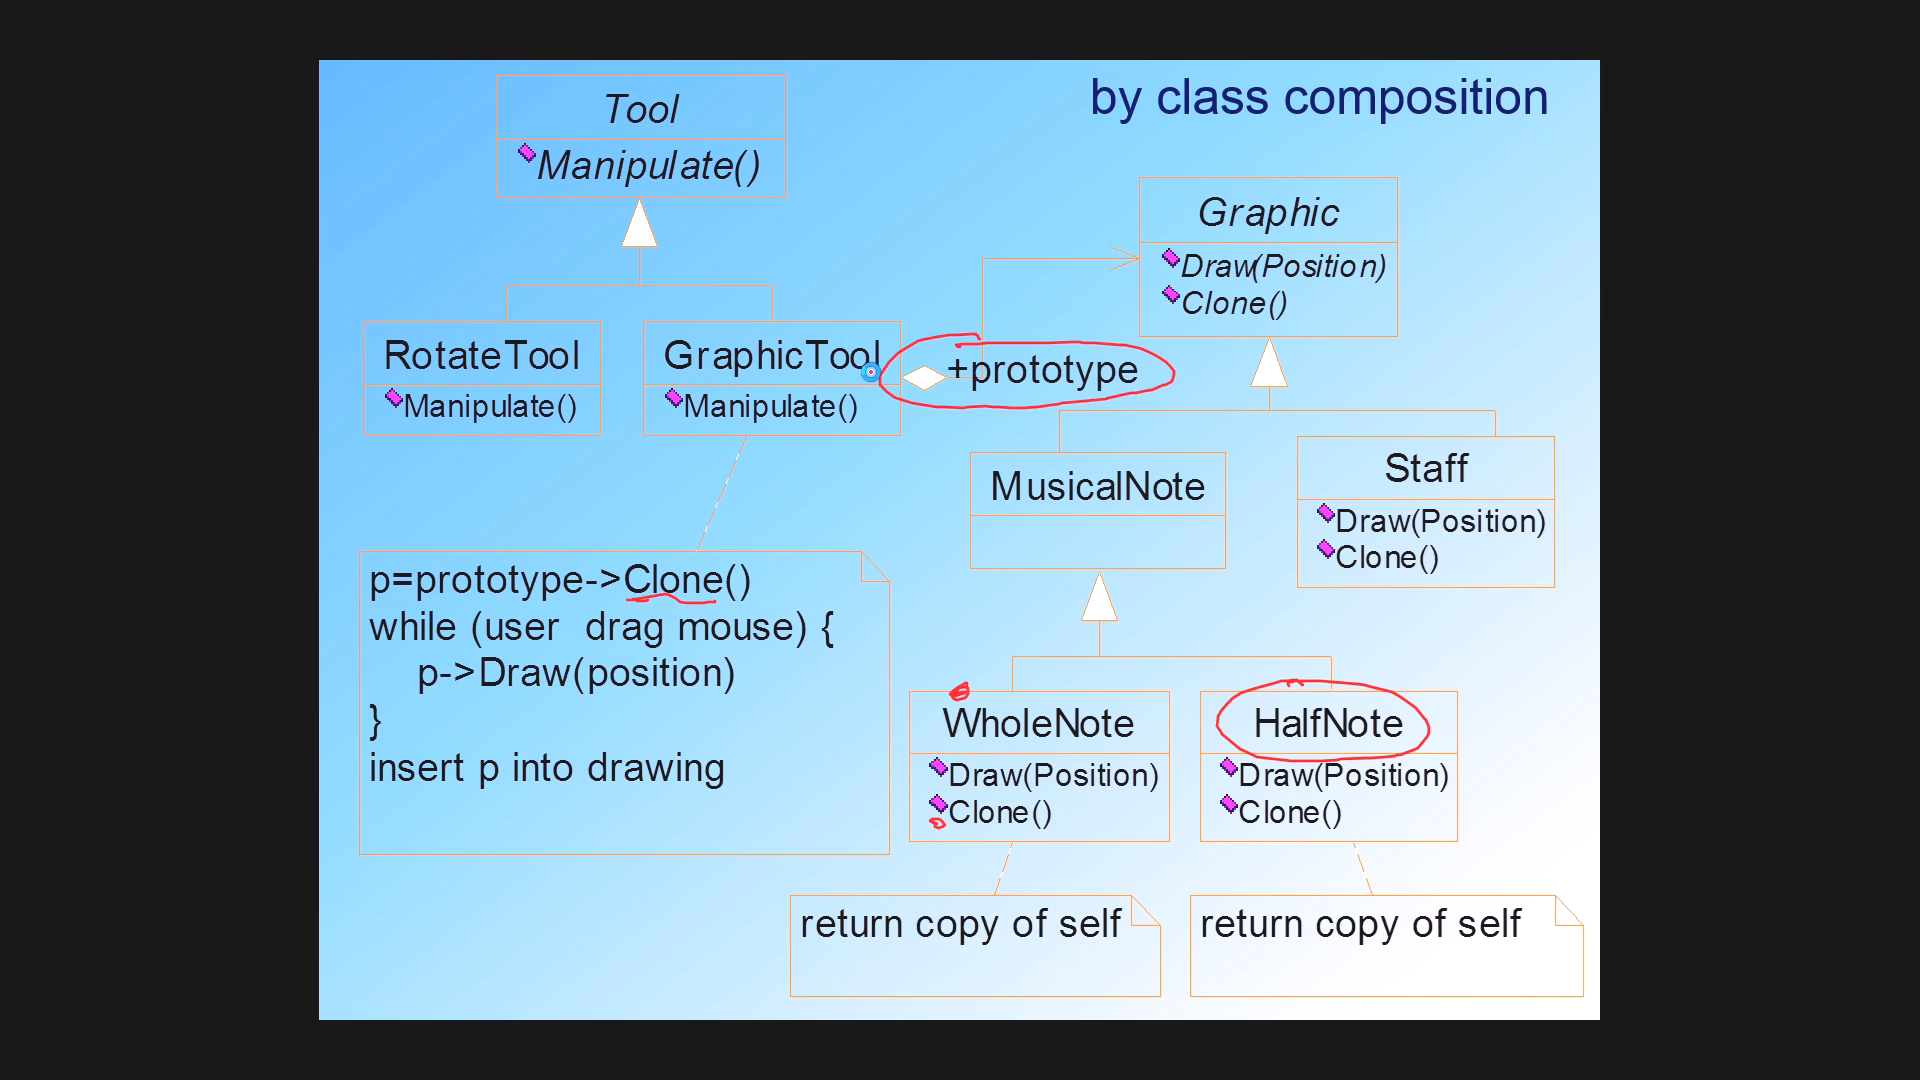 by class composition
Tool
Manipulate()
Graphic
Draw(Position)
Clone()
RotateTool
Manipulate()
GraphicTool
Manipulate()
+prototype
MusicalNote
Staff
Draw(Position)
Clone()
p=prototype->Clone()
while (user drag mouse) {
p->Draw(position)
}
insert p into drawing
WholeNote
Draw(Position)
Clone()
HalfNote
Draw(Position)
Clone()
return copy of self
return copy of self